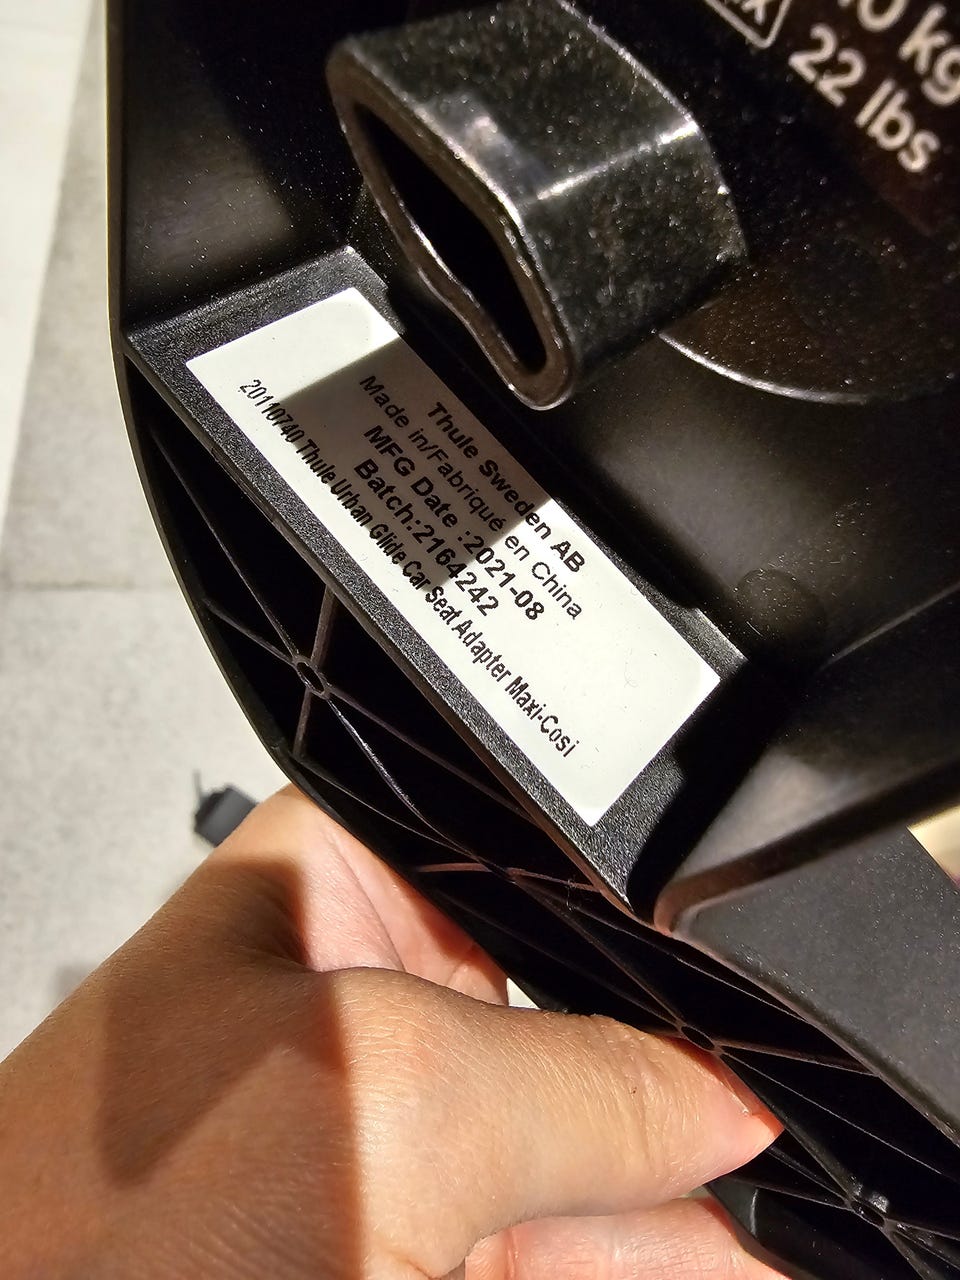 22 lbs
Thule Sweden AB
Made in/Fabriqué en China
MFG Date :2021-08
Batch:2164242
20110740 Thule Urban Glide Car Seat Adapter Maxi-Cosi